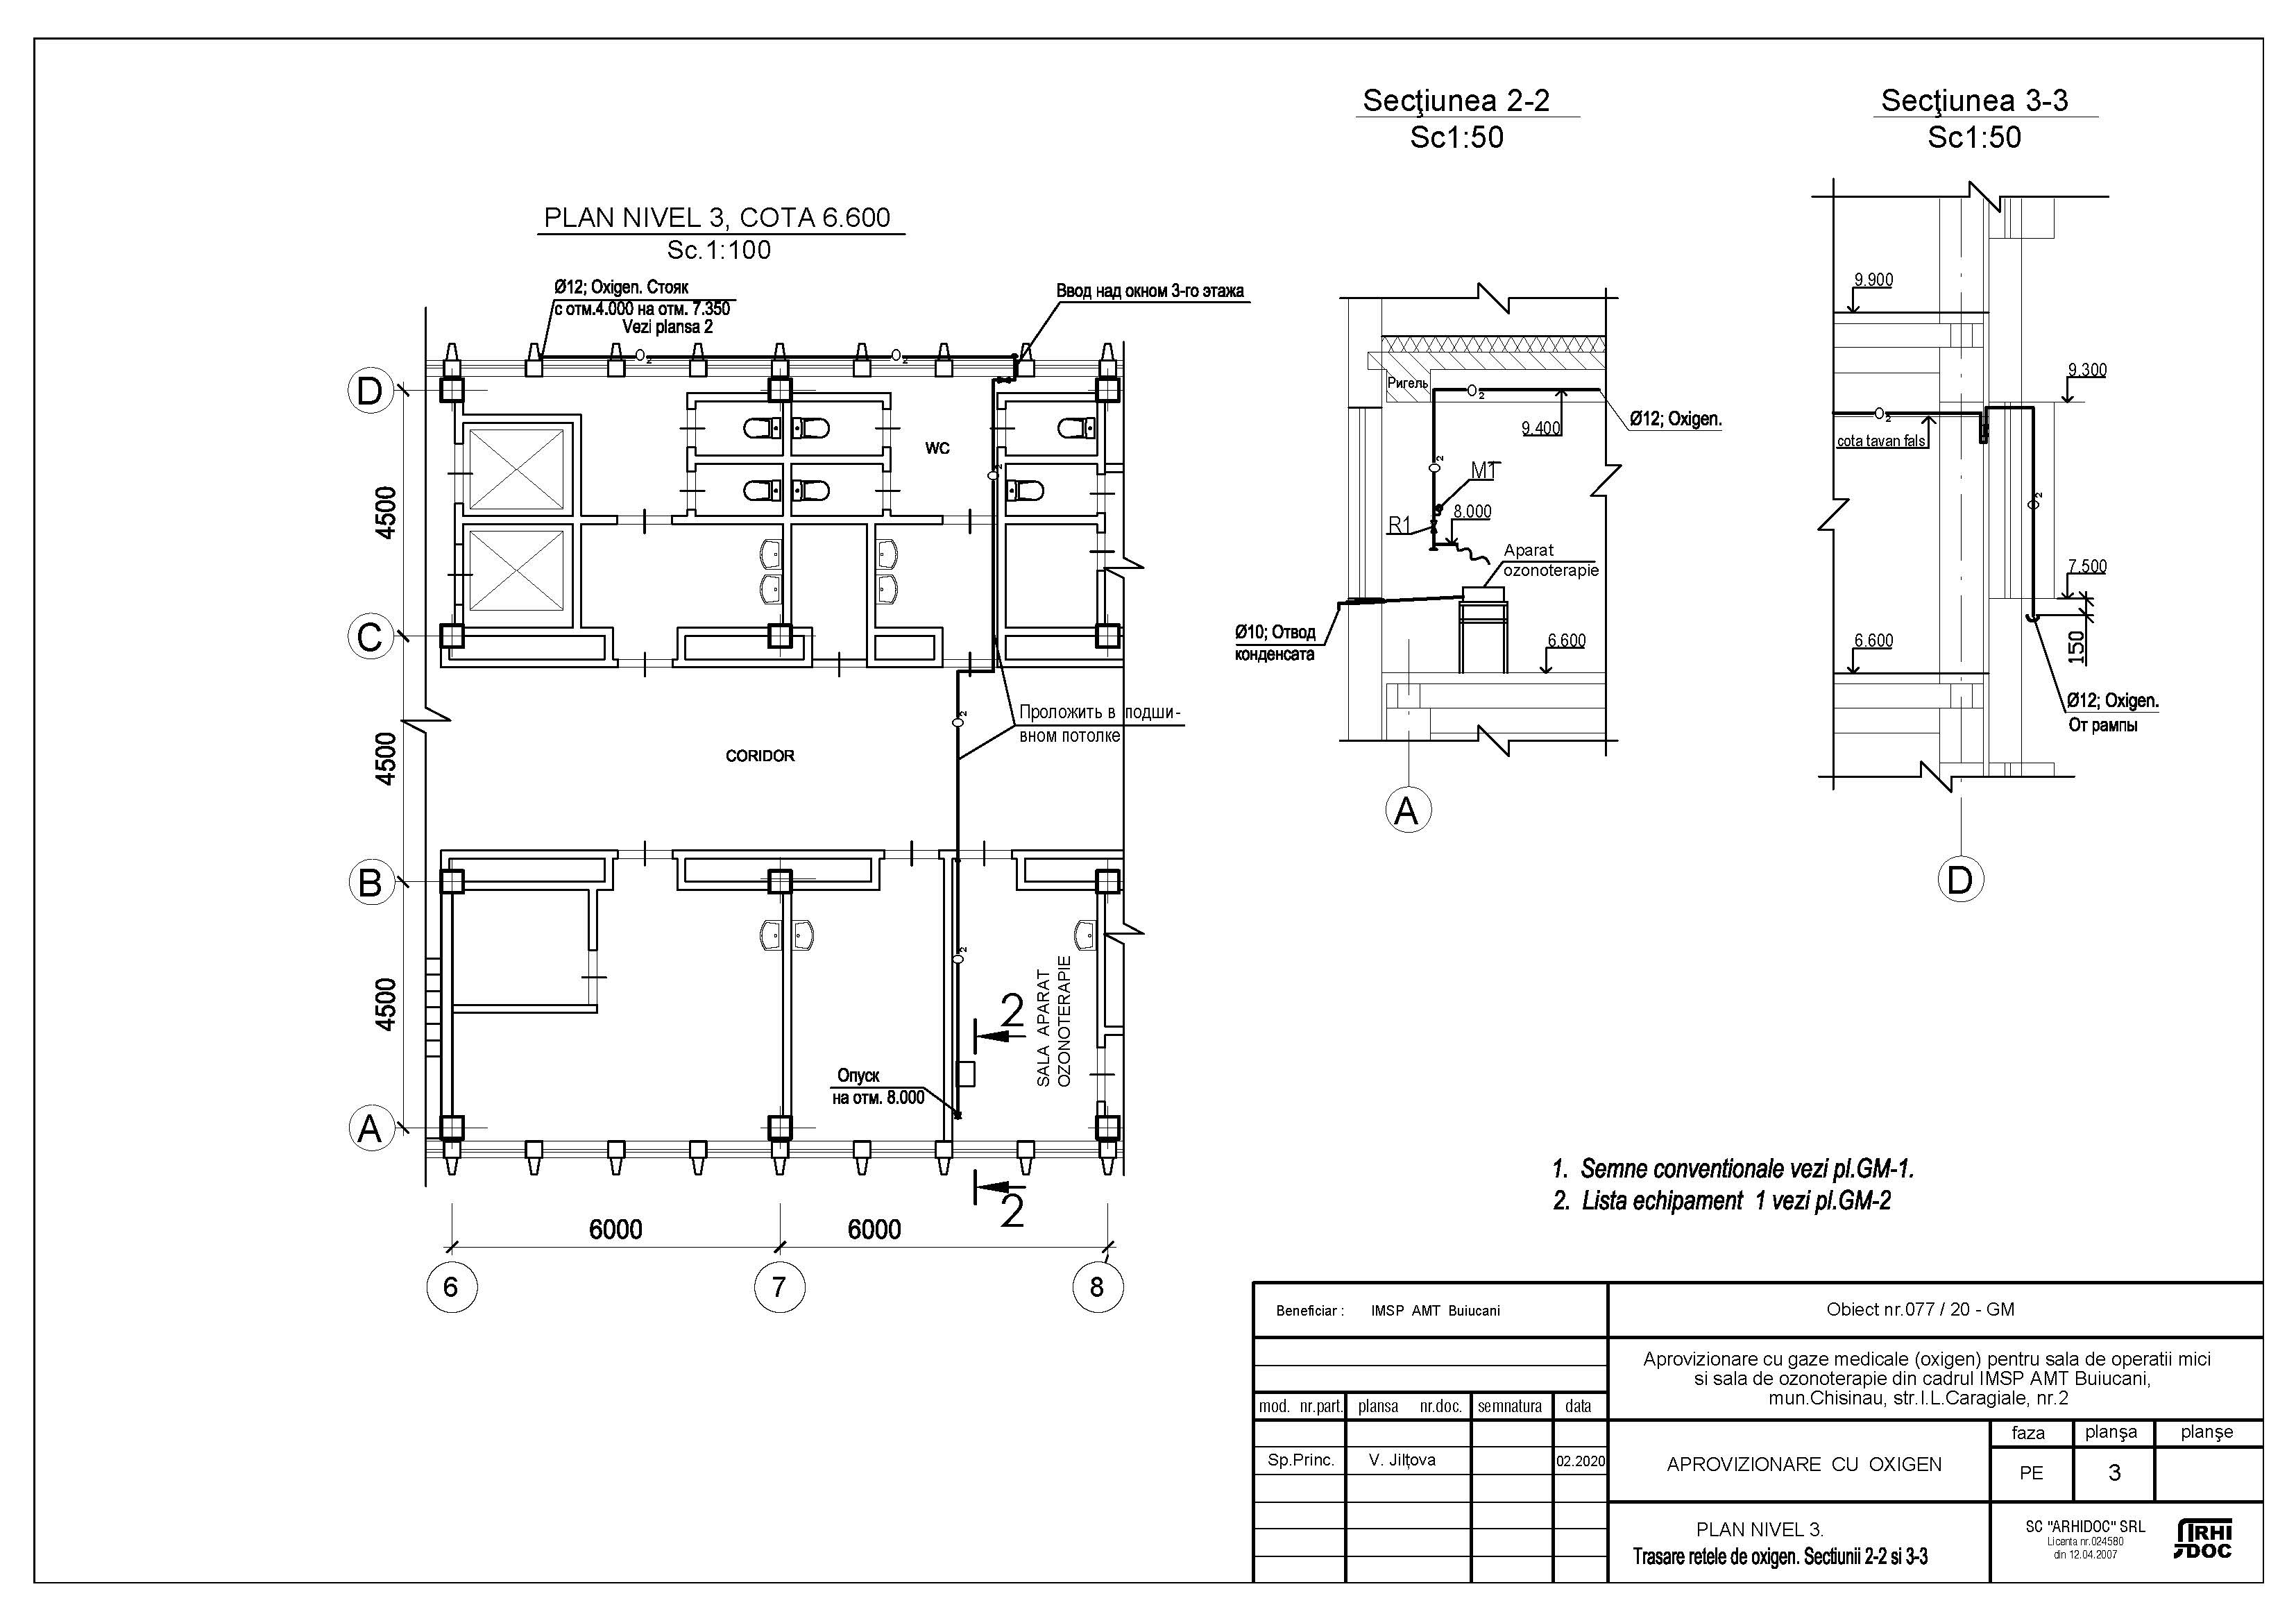 Secţiunea 2-2
Sc1:50
Secţiunea 3-3
Sc1:50
PLAN NIVEL 3, COTA 6.600
Sc.1:100
Ø12; Oxigen. Стояк
с отм.4.000 на отм. 7.350
Vezi plansa 2
Ввод над окном 3-го этажа
O2
O2
D
C
B
A
4500
4500
4500
WC
O2
O2
Проложить в подши-
вном потолке
CORIDOR
O2
SALA APARAT
OZONOTERAPIE
2
2
Опуск
на отм. 8.000
6000
6000
6
7
8
Ригель
O2
9.400
Ø12; Oxigen.
O2
MT
R1
8.000
Aparat
ozonoterapie
Ø10; Отвод
конденсата
6.600
A
9.900
9.300
O2
cota tavan fals
O2
7.500
150
6.600
Ø12; Oxigen.
От рампы
D
1. Semne conventionale vezi pl.GM-1.
2. Lista echipament 1 vezi pl.GM-2
Beneficiar : IMSP AMT Buiucani
Obiect nr.077 / 20 - GM
Aprovizionare cu gaze medicale (oxigen) pentru sala de operatii mici
si sala de ozonoterapie din cadrul IMSP AMT Buiucani,
mun.Chisinau, str.I.L.Caragiale, nr.2
mod. nr.part. plansa nr.doc. semnatura data
Sp.Princ. V. Jilțova 02.2020
APROVIZIONARE CU OXIGEN
faza planşa planşe
PE 3
PLAN NIVEL 3.
Trasare retele de oxigen. Sectiunii 2-2 si 3-3
SC "ARHIDOC" SRL
Licenta nr.024580
din 12.04.2007
ARHI
DOC